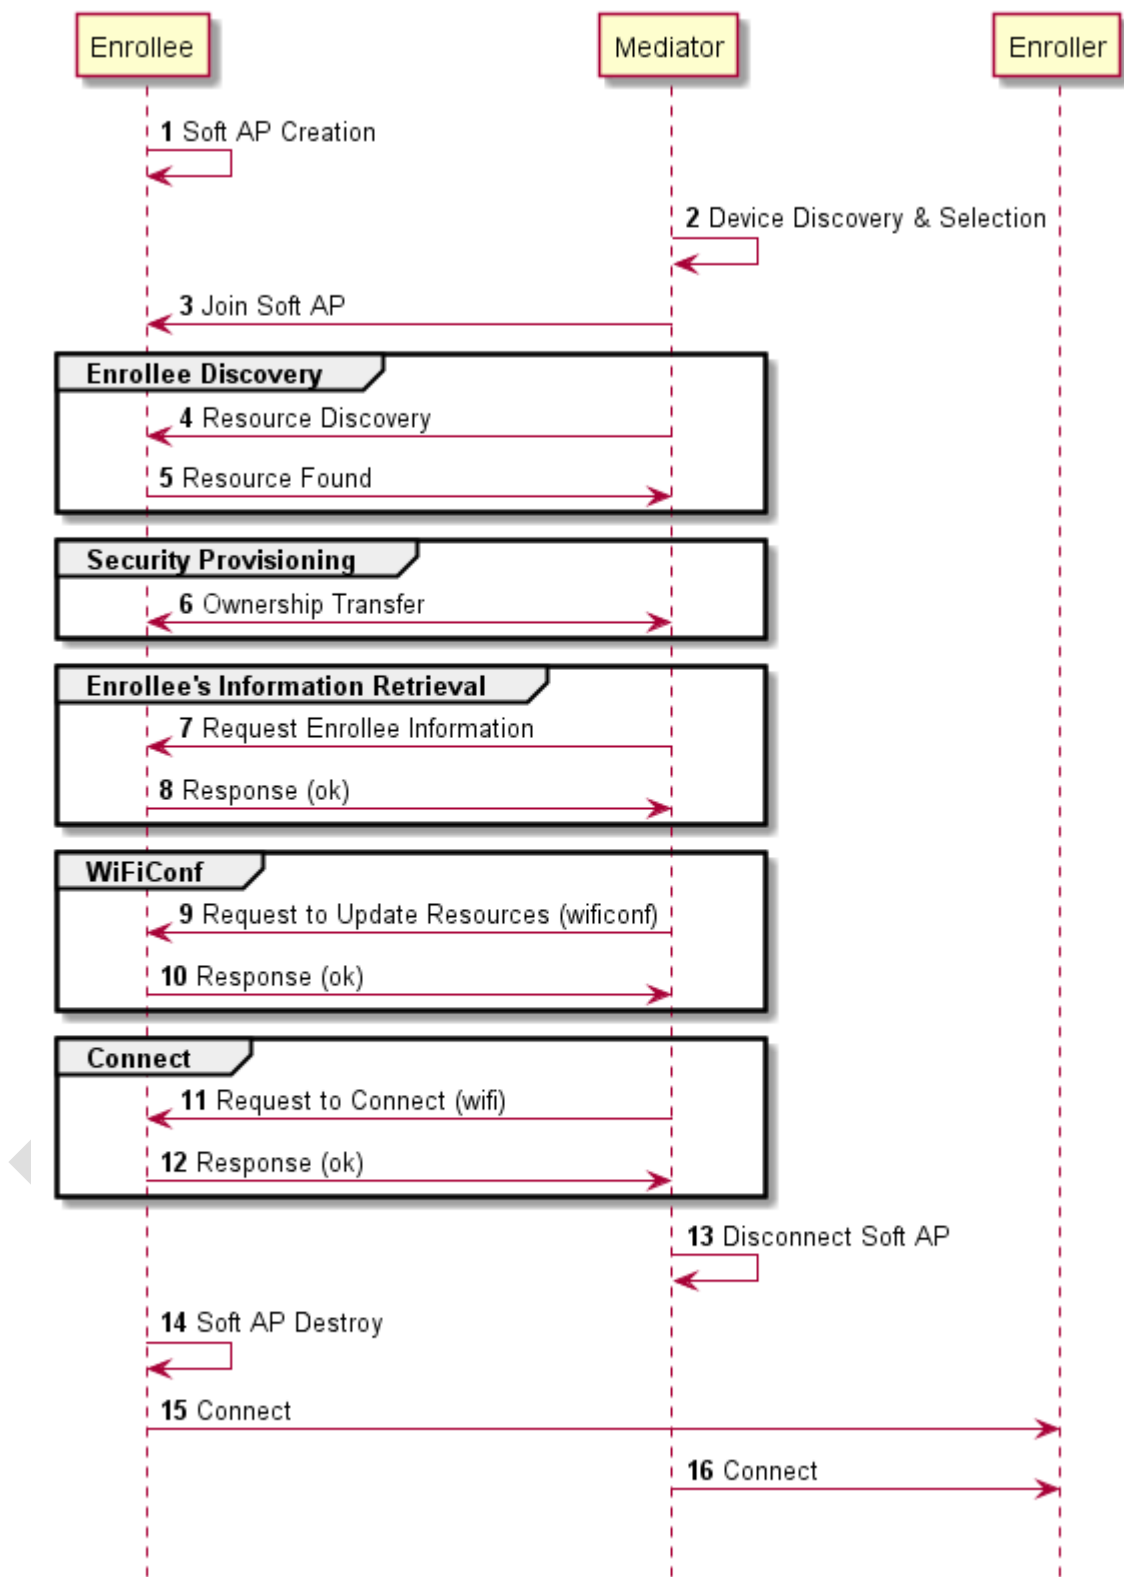 Enrollee Mediator Enroller
1 Soft AP Creation
2 Device Discovery & Selection
3 Join Soft AP
Enrollee Discovery
4 Resource Discovery
5 Resource Found
Security Provisioning
6 Ownership Transfer
Enrollee's Information Retrieval
7 Request Enrollee Information
8 Response (ok)
WiFiConf
9 Request to Update Resources (wificonf)
10 Response (ok)
Connect
11 Request to Connect (wifi)
12 Response (ok)
13 Disconnect Soft AP
14 Soft AP Destroy
15 Connect
16 Connect